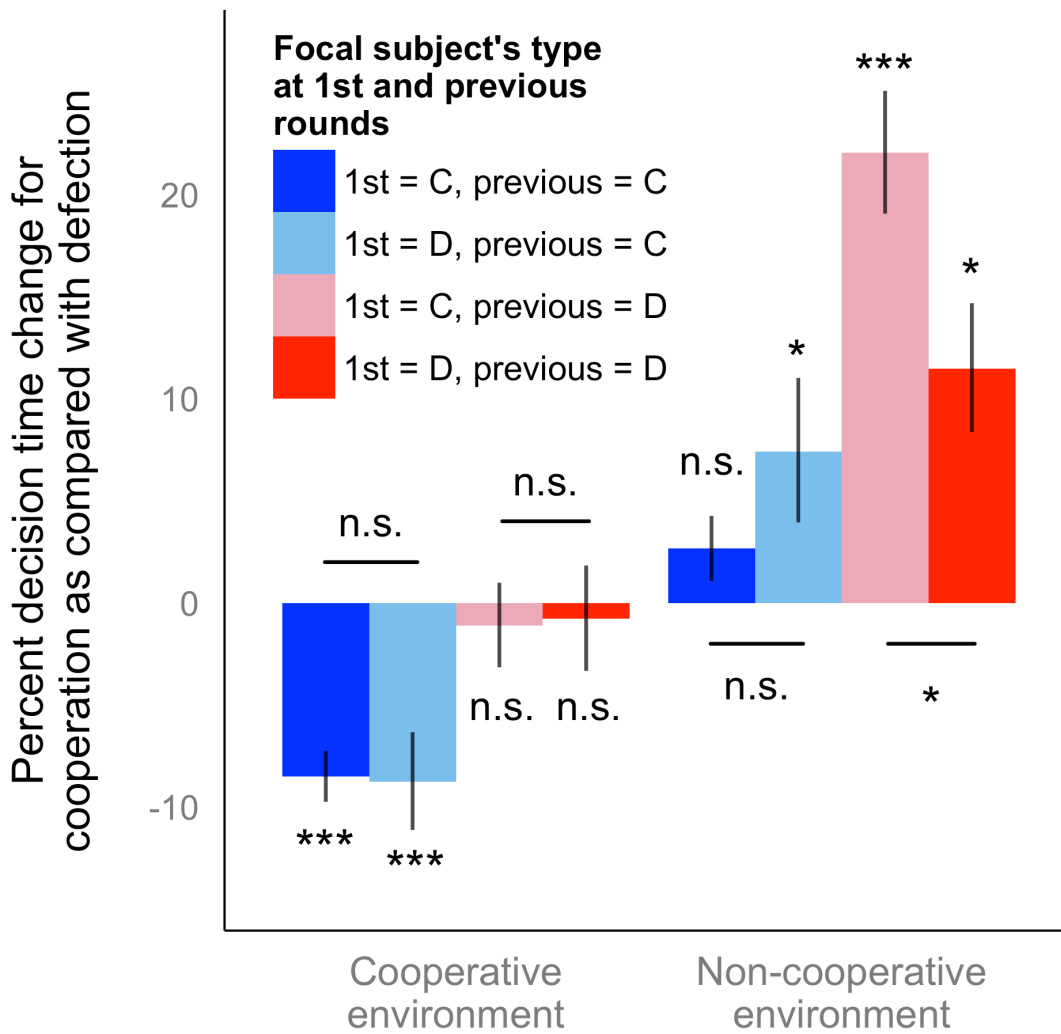 Percent decision time change for
cooperation as compared with defection
20
10
0
-10
Focal subject's type
at 1st and previous
rounds
1st = C, previous = C
1st = D, previous = C
1st = C, previous = D
1st = D, previous = D
***
*
*
n.s.
n.s.
n.s.
n.s.
n.s.
n.s.
*
***
***
Cooperative
environment
Non-cooperative
environment